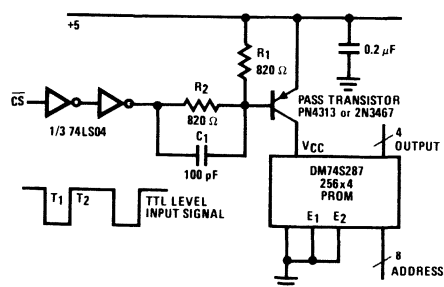 +5
R1
820 Ω
0.2 μF
R2
820 Ω
CS
1/3 74LS04
C1
100 pF
PASS TRANSISTOR
PN4313 or 2N3467
VCC
4
OUTPUT
DM74S287
256x4
PROM
E1 E2
T1 T2
TTL LEVEL
INPUT SIGNAL
8
ADDRESS